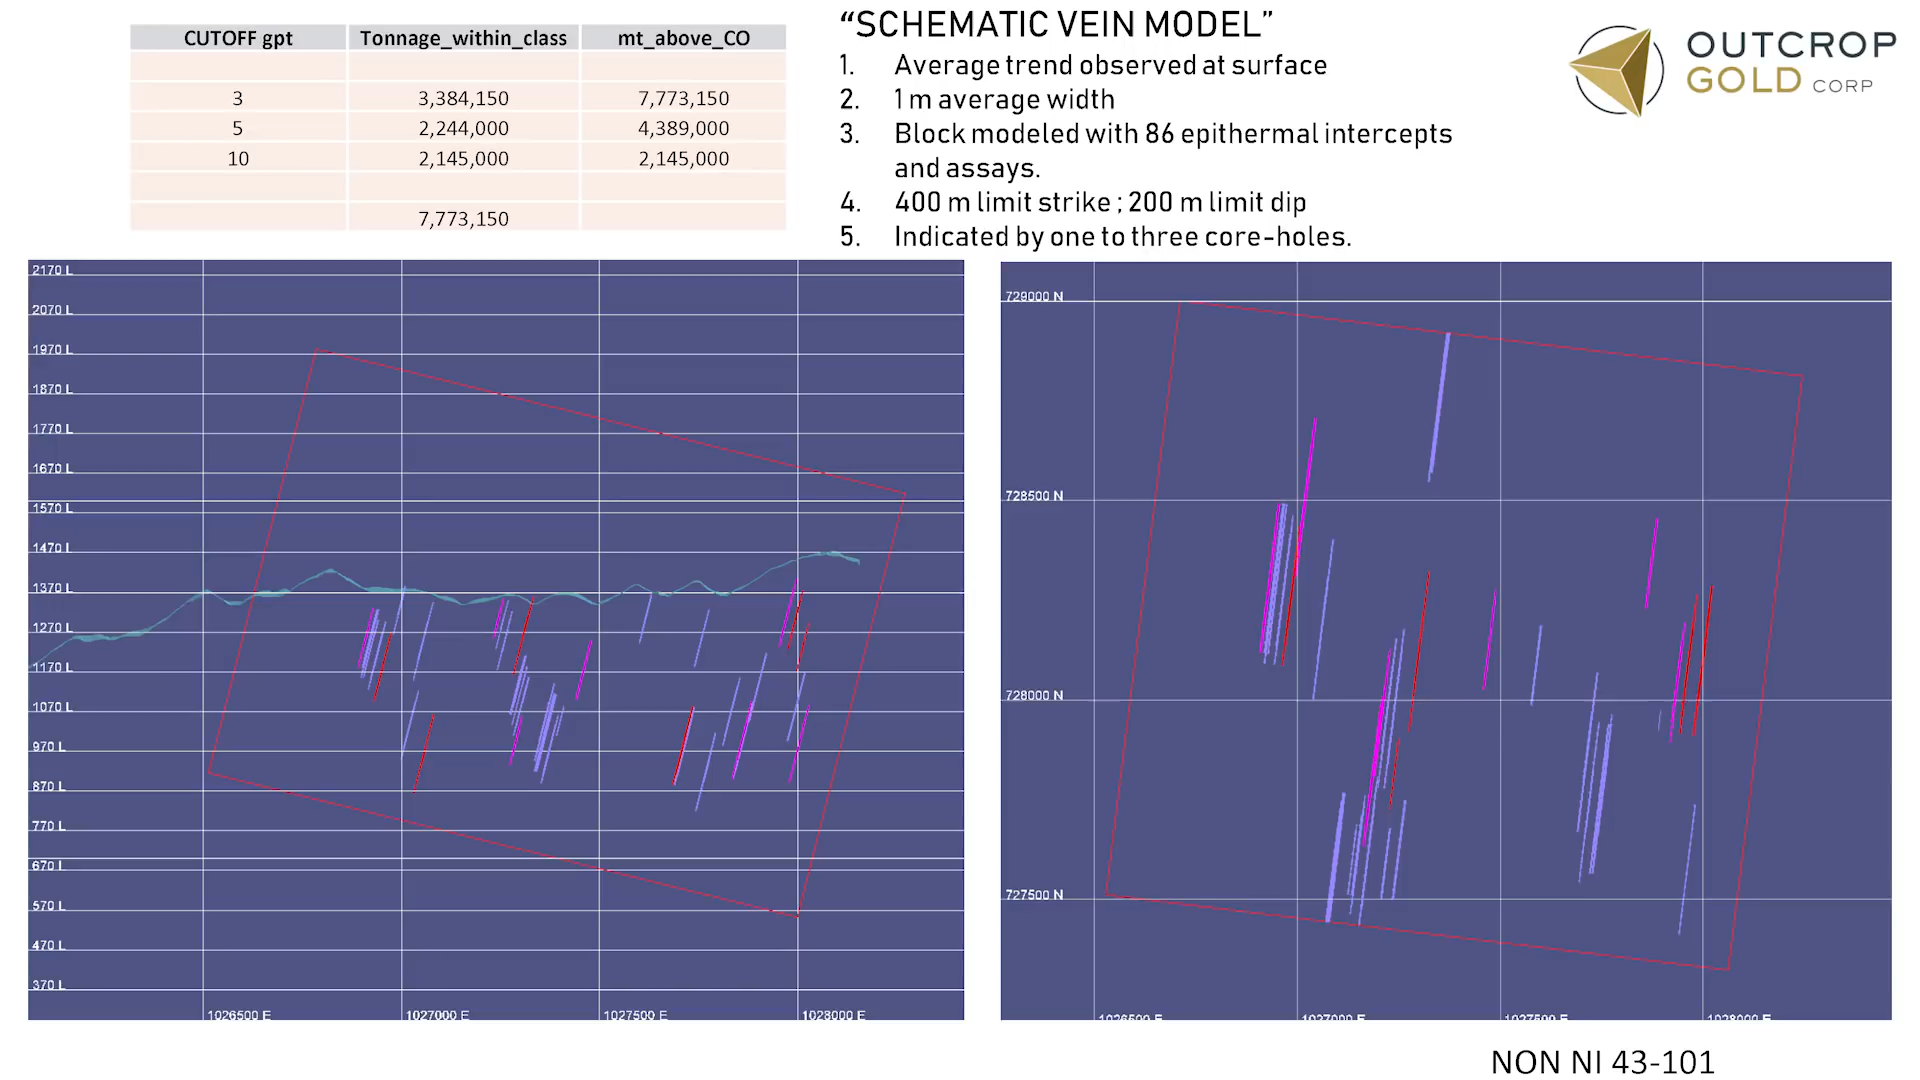 CUTOFF gpt Tonnage_within_class mt_above_CO
3 3,384,150 7,773,150
5 2,244,000 4,389,000
10 2,145,000 2,145,000
7,773,150
“SCHEMATIC VEIN MODEL”
1. Average trend observed at surface
2. 1 m average width
3. Block modeled with 86 epithermal intercepts
and assays.
4. 400 m limit strike ; 200 m limit dip
5. Indicated by one to three core-holes.
OUTCROP
GOLD CORP
2170 L
2070 L
1970 L
1870 L
1770 L
1670 L
1570 L
1470 L
1370 L
1270 L
1170 L
1070 L
970 L
870 L
770 L
670 L
570 L
470 L
370 L
1026500 E 1027000 E 1027500 E 1028000 E
729000 N
728500 N
728000 N
727500 N
1026500 E 1027000 E 1027500 E 1028000 E
NON NI 43-101